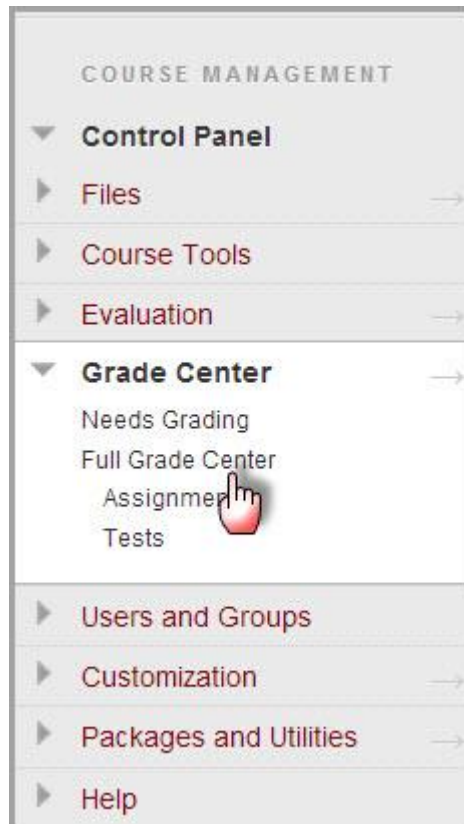 COURSE MANAGEMENT
Control Panel
Files
Course Tools
Evaluation
Grade Center
Needs Grading
Full Grade Center
Tests
Users and Groups
Customization
Packages and Utilities
Help